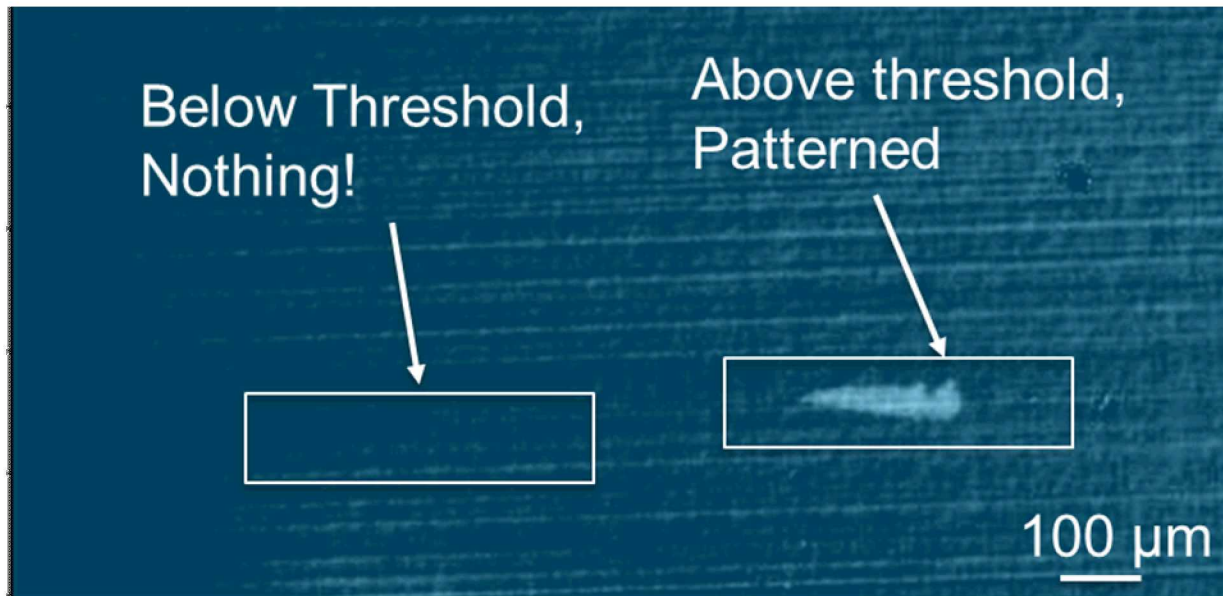 Below Threshold,
Nothing!
Above threshold,
Patterned
100 μm